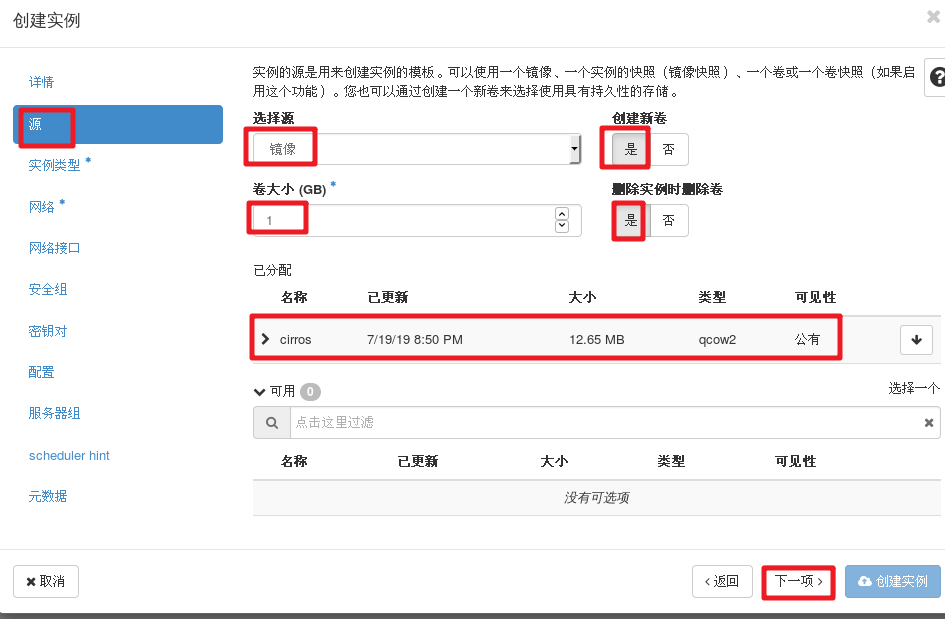 创建实例
详情
源
实例类型 *
网络 *
网络接口
安全组
密钥对
配置
服务器组
scheduler hint
元数据
实例的源是用来创建实例的模板。可以使用一个镜像、一个实例的快照（镜像快照）、一个卷或一个卷快照（如果启
用这个功能）。您也可以通过创建一个新卷来选择使用具有持久性的存储。
选择源 创建新卷
镜像 是 否
卷大小 (GB) * 删除实例时删除卷
1 是 否
已分配
名称 已更新 大小 类型 可见性
cirros 7/19/19 8:50 PM 12.65 MB qcow2 公有
可用 0 选择一个
点击这里过滤
名称 已更新 大小 类型 可见性
没有可选项
取消 ‹ 返回 下一项 › 创建实例